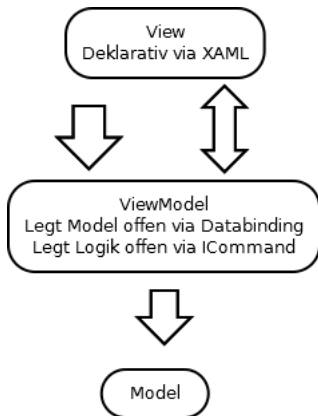 View
Deklarativ via XAML
ViewModel
Legt Model offen via Databinding
Legt Logik offen via ICommand
Model